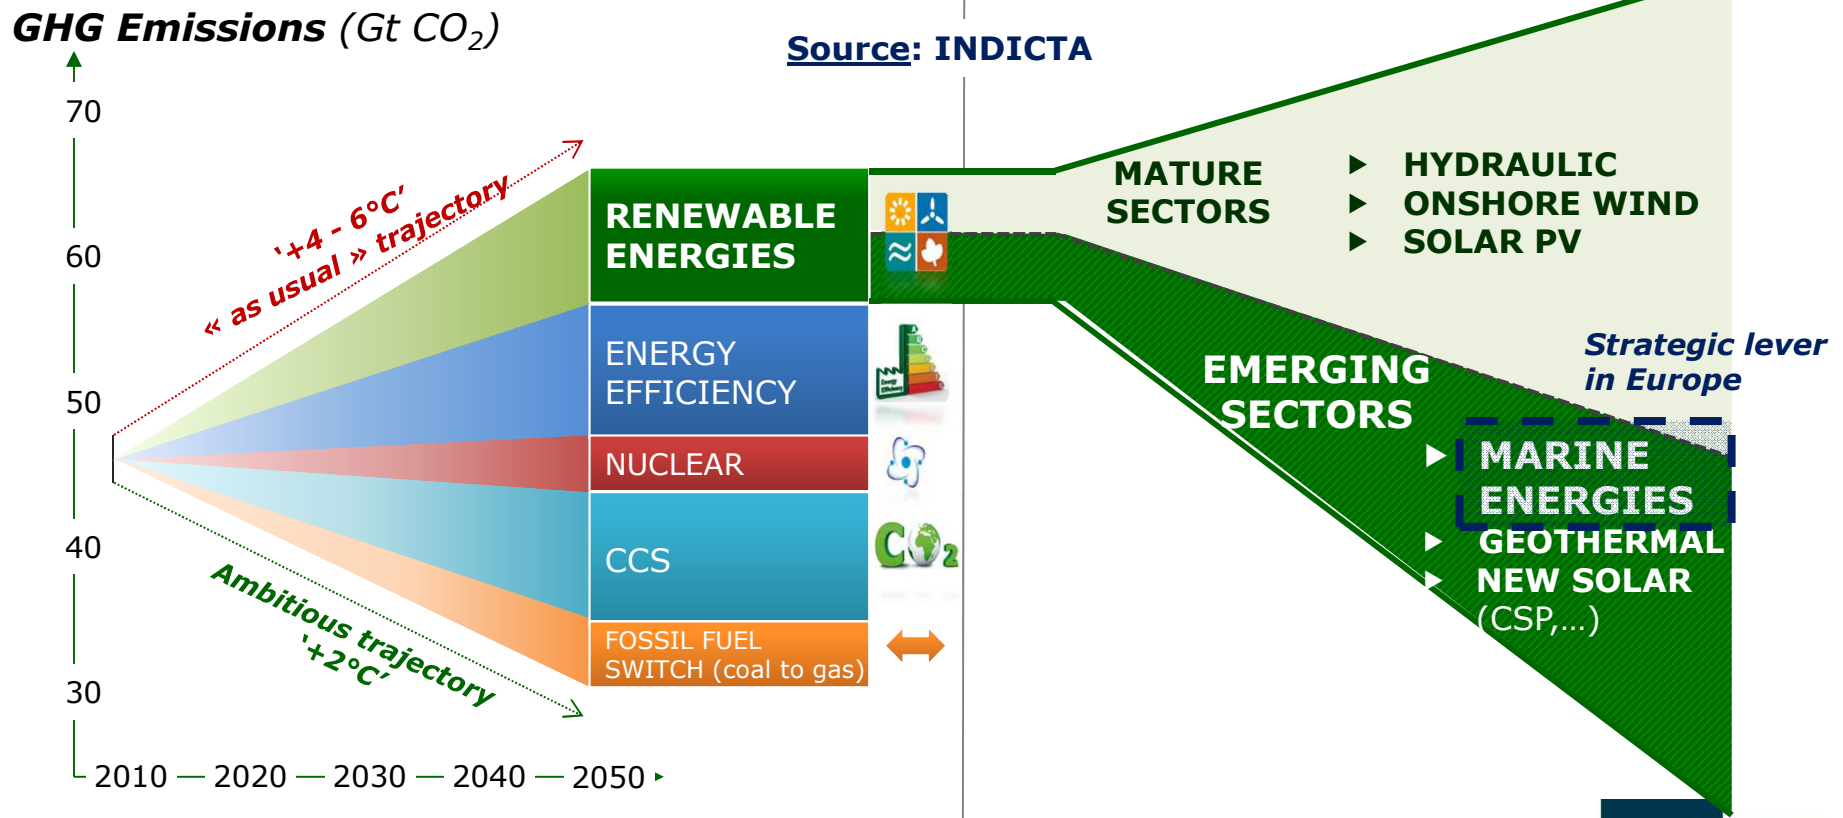 GHG Emissions (Gt CO₂)
Source: INDICTA
70
60
50
40
30
2010
2020
2030
2040
2050
‘+4 - 6°C’
« as usual » trajectory
Ambitious trajectory
‘+2°C’
RENEWABLE
ENERGIES
ENERGY
EFFICIENCY
NUCLEAR
CCS
FOSSIL FUEL
SWITCH (coal to gas)
CO2
MATURE
SECTORS
HYDRAULIC
ONSHORE WIND
SOLAR PV
Strategic lever
in Europe
EMERGING
SECTORS
MARINE
ENERGIES
GEOTHERMAL
NEW SOLAR
(CSP,...)